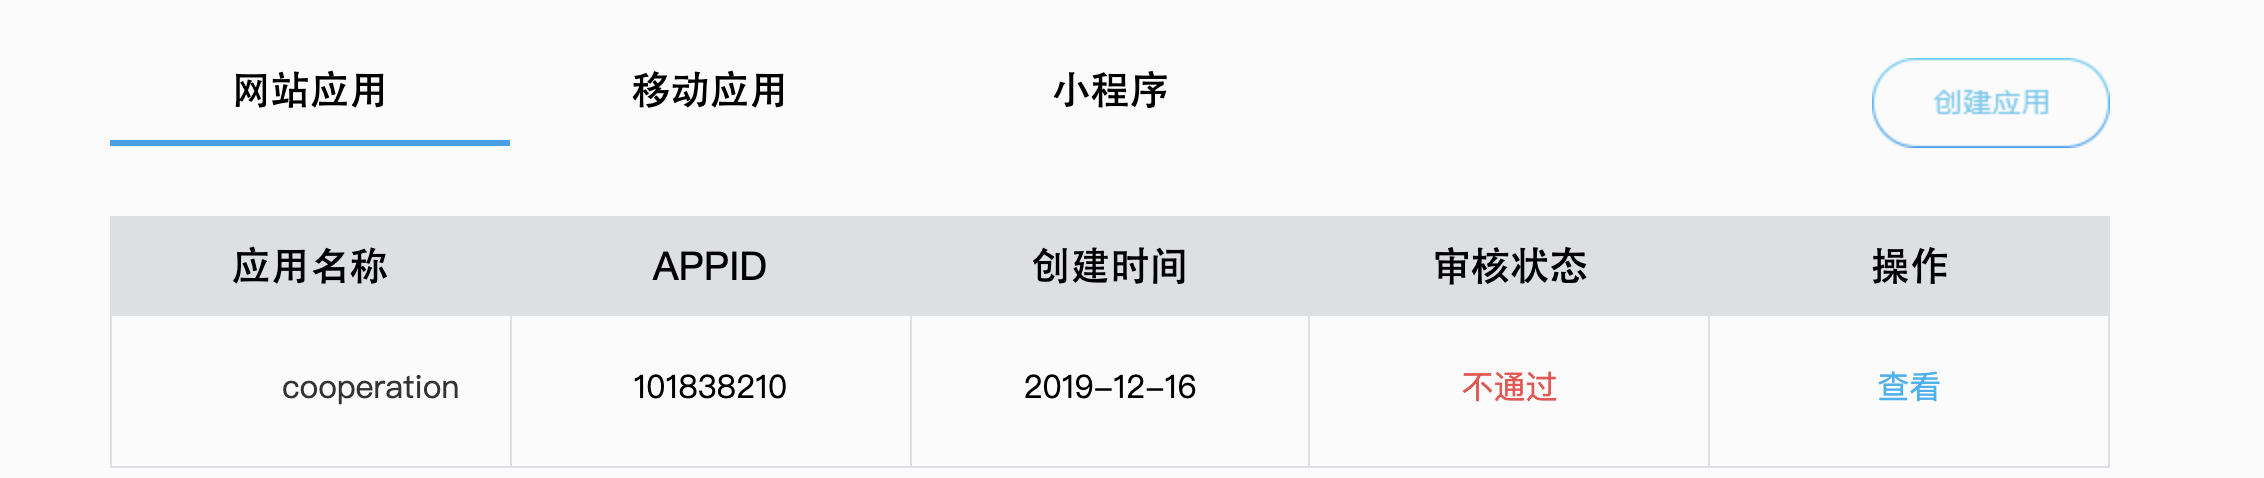 网站应用 移动应用 小程序 创建应用
应用名称 APPID 创建时间 审核状态 操作
cooperation 101838210 2019-12-16 不通过 查看